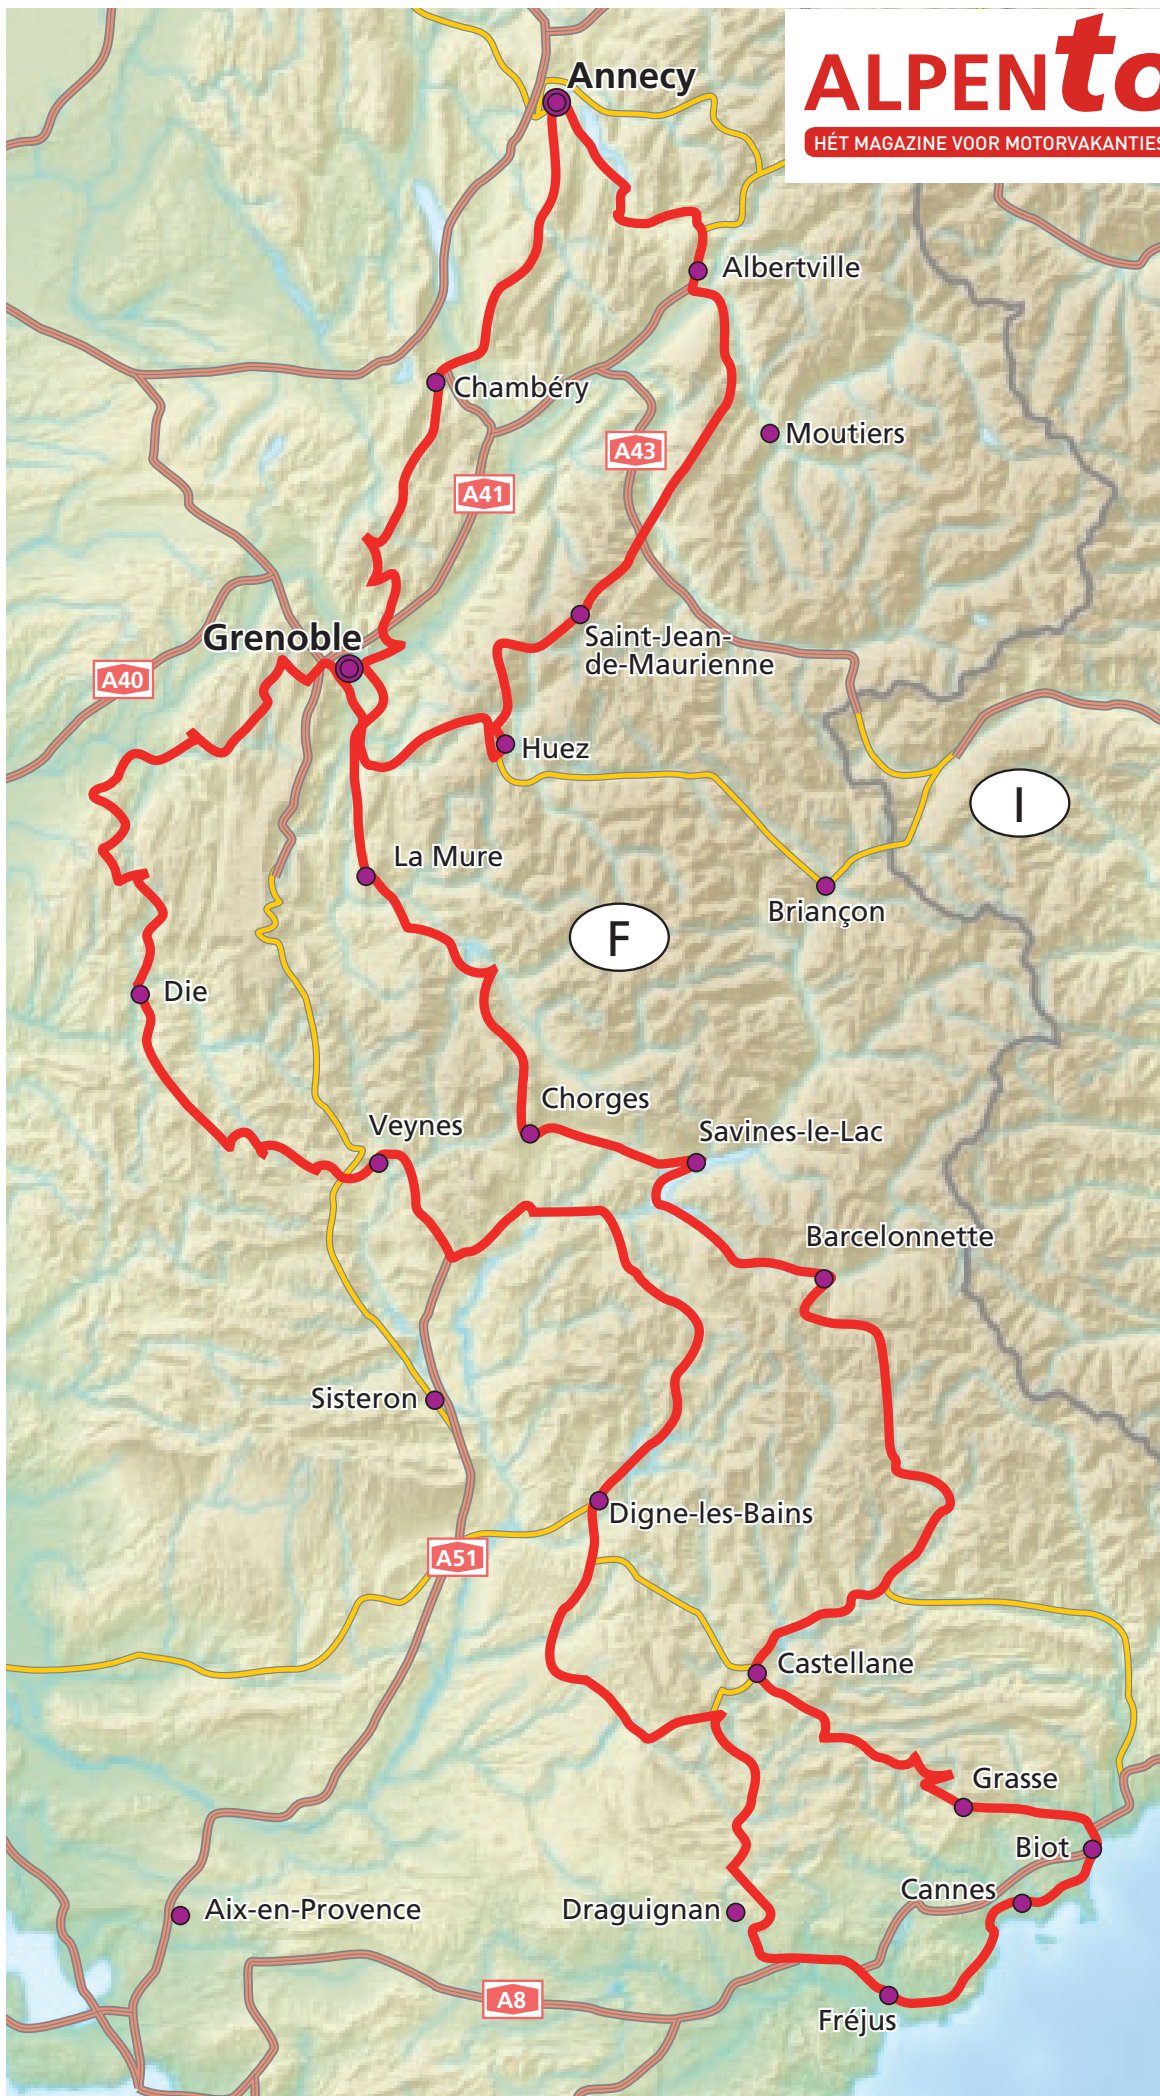 Annecy
ALPENto
HÉT MAGAZINE VOOR MOTORVAKANTIES
Albertville
Chambéry
Moutiers
A43
A41
Grenoble
Saint-Jean-
de-Maurienne
A40
Huez
I
La Mure
Briançon
F
Die
Chorges
Veynes
Savines-le-Lac
Barcelonnette
Sisteron
Digne-les-Bains
A51
Castellane
Grasse
Biot
Cannes
Aix-en-Provence
Draguignan
A8
Fréjus